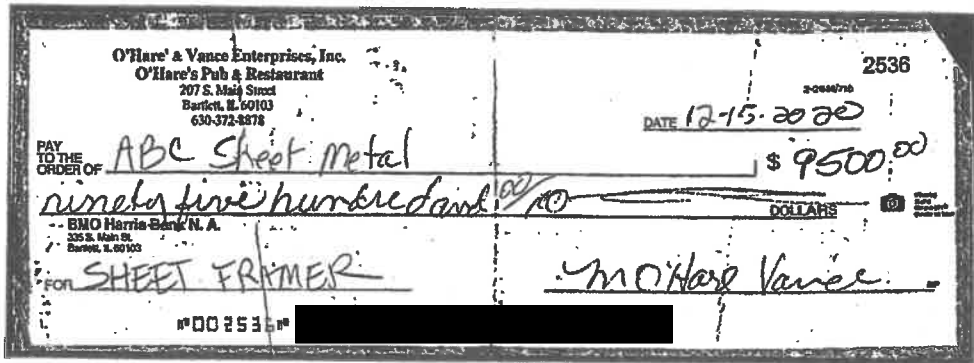 O'Hare' & Vance Enterprises, Inc.
O'Hare's Pub & Restaurant
207 S. Main Street
Bartlett, IL 60103
630-372-8878
2536
DATE 12-15-2020
PAY TO THE ORDER OF ABC Sheet Metal $ 9500.00
ninety five hundred and 00/ DOLLARS
BMO Harris Bank N. A.
335 S. Main St.
Bartlett, IL 60103
FOR SHEET FRAMER M O'Hare Vance
⑈002536⑈